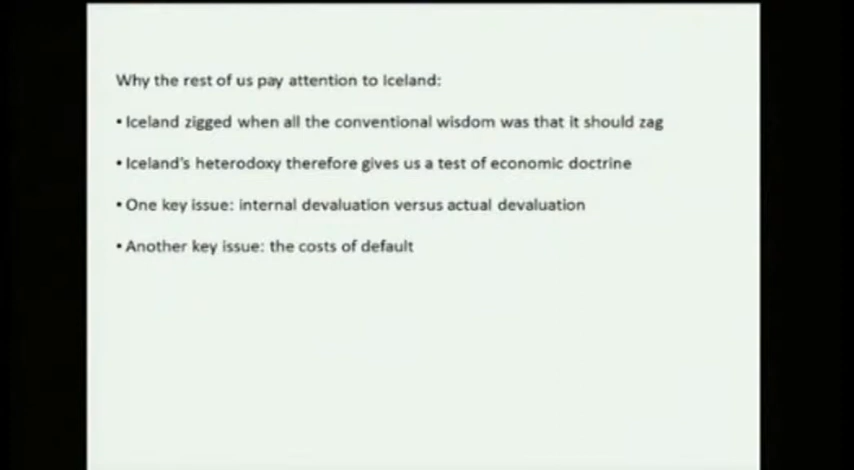 Why the rest of us pay attention to Iceland:
• Iceland zigged when all the conventional wisdom was that it should zag
• Iceland's heterodoxy therefore gives us a test of economic doctrine
• One key issue: internal devaluation versus actual devaluation
• Another key issue: the costs of default